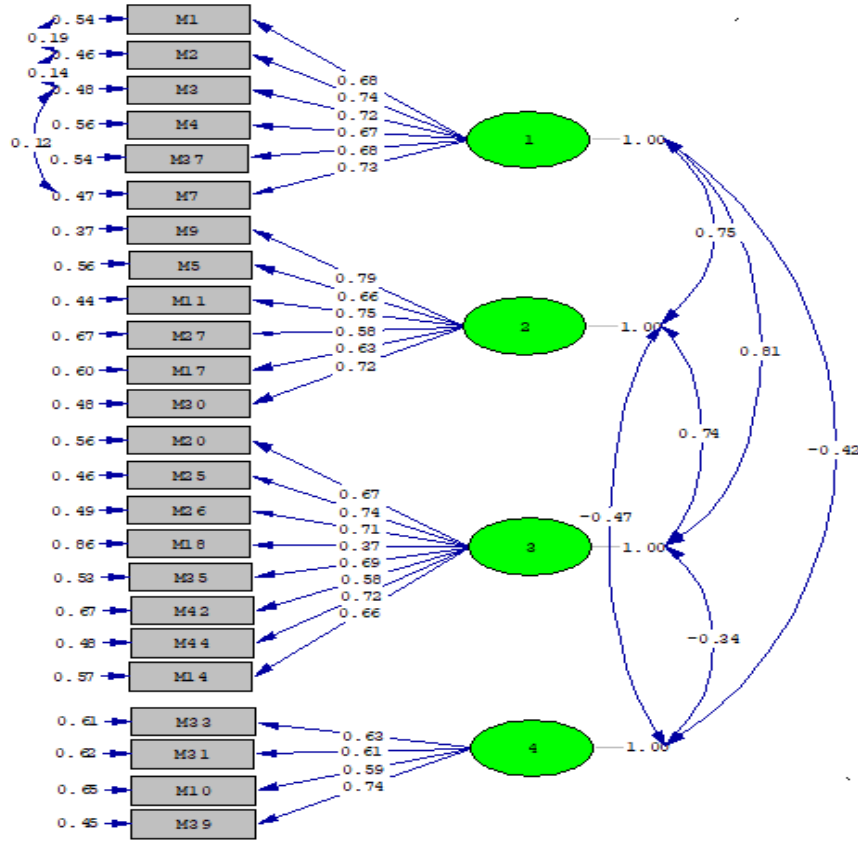 0.54 M1
0.19
0.46 M2
0.14
0.48 M3
0.56 M4
0.12
0.54 M37
0.47 M7
0.68
0.74
0.72
0.67
0.68
0.73
1 1.00
0.37 M9
0.56 M5
0.44 M11
0.67 M27
0.60 M17
0.48 M30
0.79
0.66
0.75
0.58
0.63
0.72
2 1.00
0.56 M20
0.46 M25
0.49 M26
0.86 M18
0.53 M35
0.67 M42
0.48 M44
0.57 M14
0.67
0.74
0.71
0.37
0.69
0.58
0.72
0.66
3 1.00
0.61 M33
0.62 M31
0.65 M10
0.45 M39
0.63
0.61
0.59
0.74
4 1.00
0.75
0.81
0.74
-0.42
-0.47
-0.34